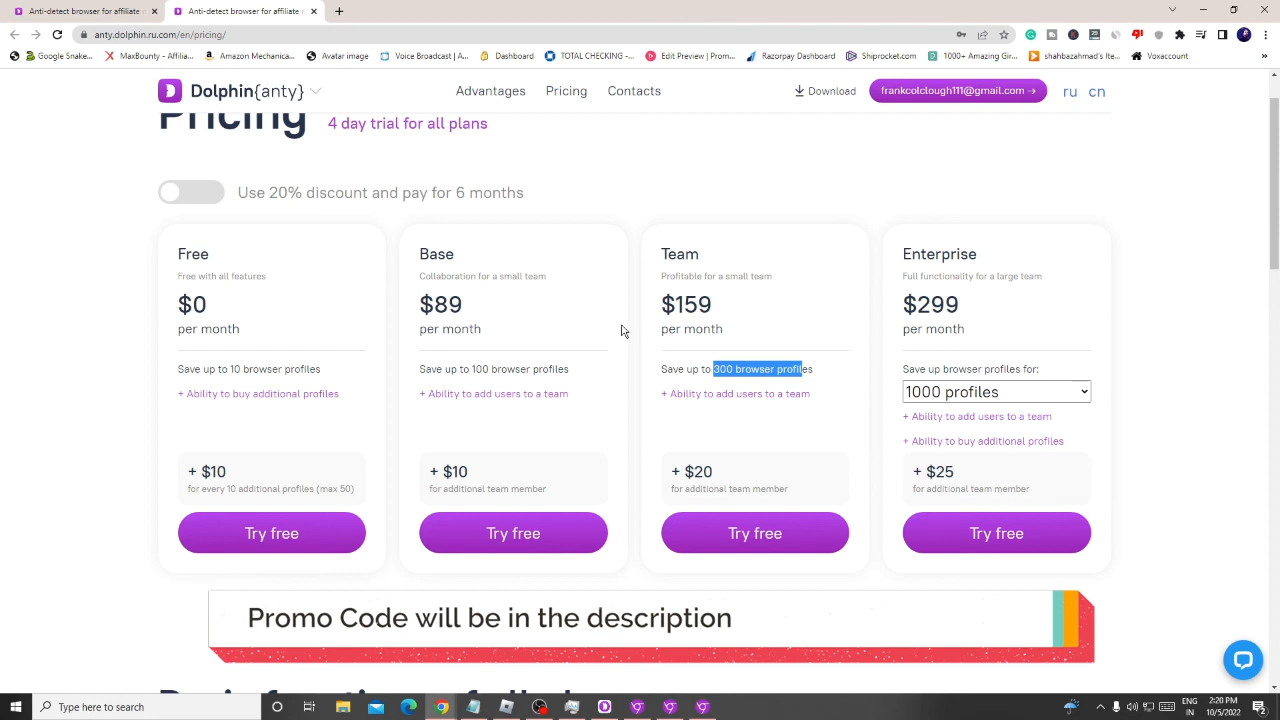 Anti-detect browser for affiliate
Anti-detect browser for affiliate
anty.dolphin.ru.com/en/pricing/
Google Skills...
MaxBounty - Affilia...
Amazon Mechanica...
Avatar image
Voice Broadcast(v)...
Dashboard
TOTAL CHECKING -...
Edit Preview | Prom...
Razorpay Dashboard
Shiprocket.com
1000+ Amazing Gir...
shahbazahmad's Ite...
Voxaccount
Dolphin{anty}
Advantages
Pricing
Contacts
Download
frankcolclough111@gmail.com →
ru
cn
Pricing
4 day trial for all plans
Use 20% discount and pay for 6 months
Free
Free with all features
$0
per month
Save up to 10 browser profiles
+ Ability to buy additional profiles
+ $10
for every 10 additional profiles (max 50)
Try free
Base
Collaboration for a small team
$89
per month
Save up to 100 browser profiles
+ Ability to add users to a team
+ $10
for additional team member
Try free
Team
Profitable for a small team
$159
per month
Save up to 300 browser profiles
+ Ability to add users to a team
+ $20
for additional team member
Try free
Enterprise
Full functionality for a large team
$299
per month
Save up browser profiles for:
1000 profiles
+ Ability to add users to a team
+ Ability to buy additional profiles
+ $25
for additional team member
Try free
Promo Code will be in the description
Type here to search
ENG
IN
2:20 PM
10/5/2022